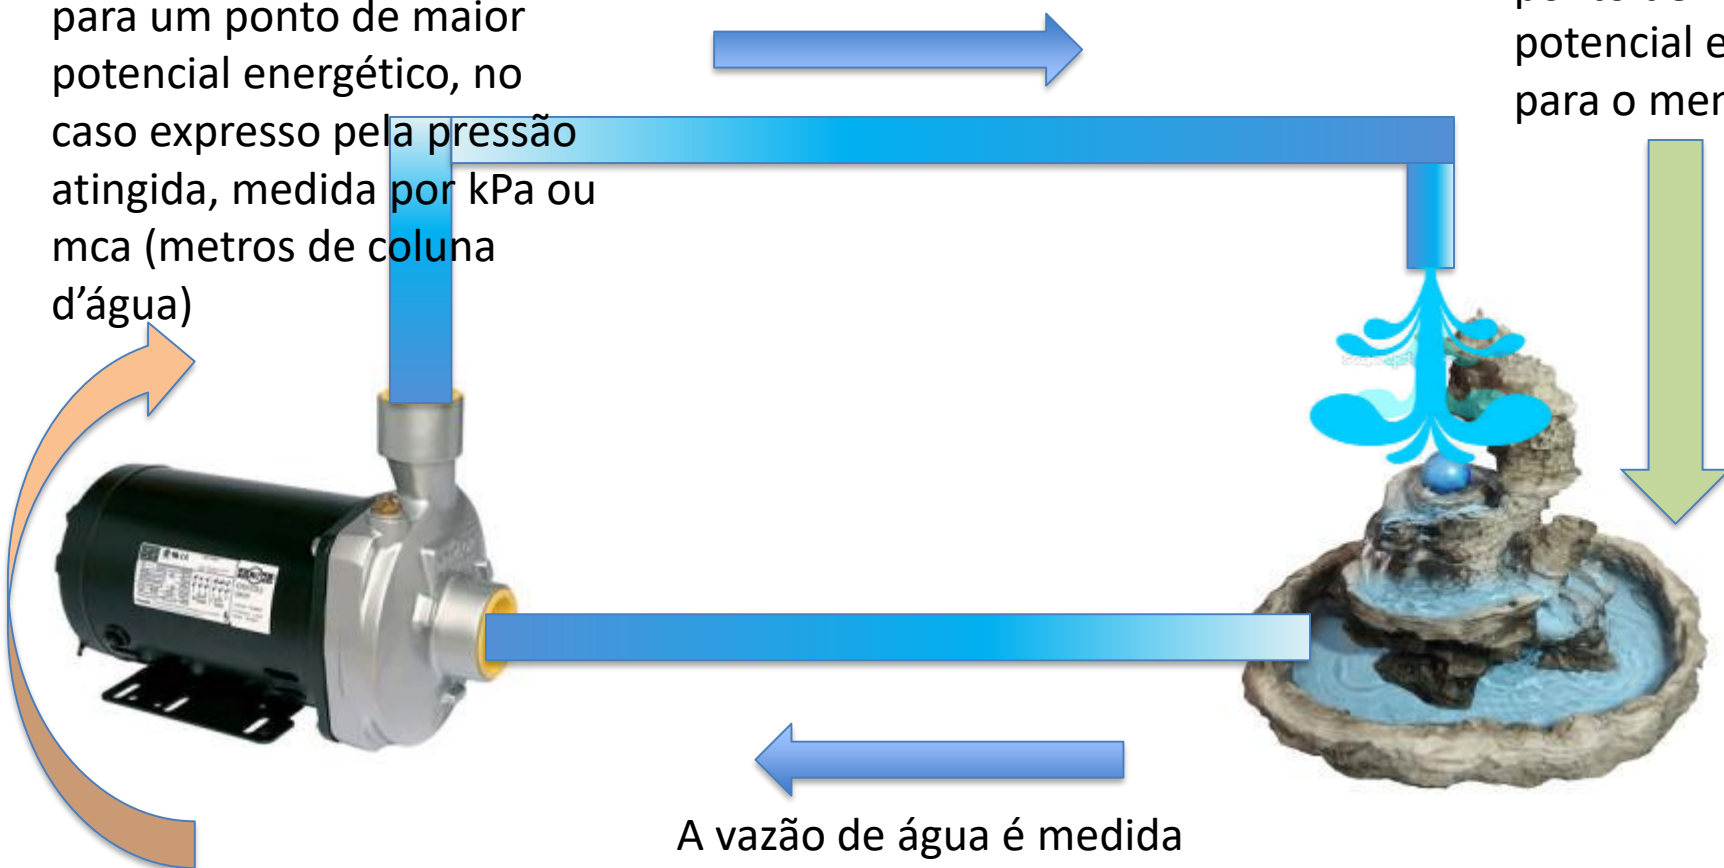 para um ponto de maior
potencial energético, no
caso expresso pela pressão
atingida, medida por kPa ou
mca (metros de coluna
d’água)
potencial e
para o mer
A vazão de água é medida